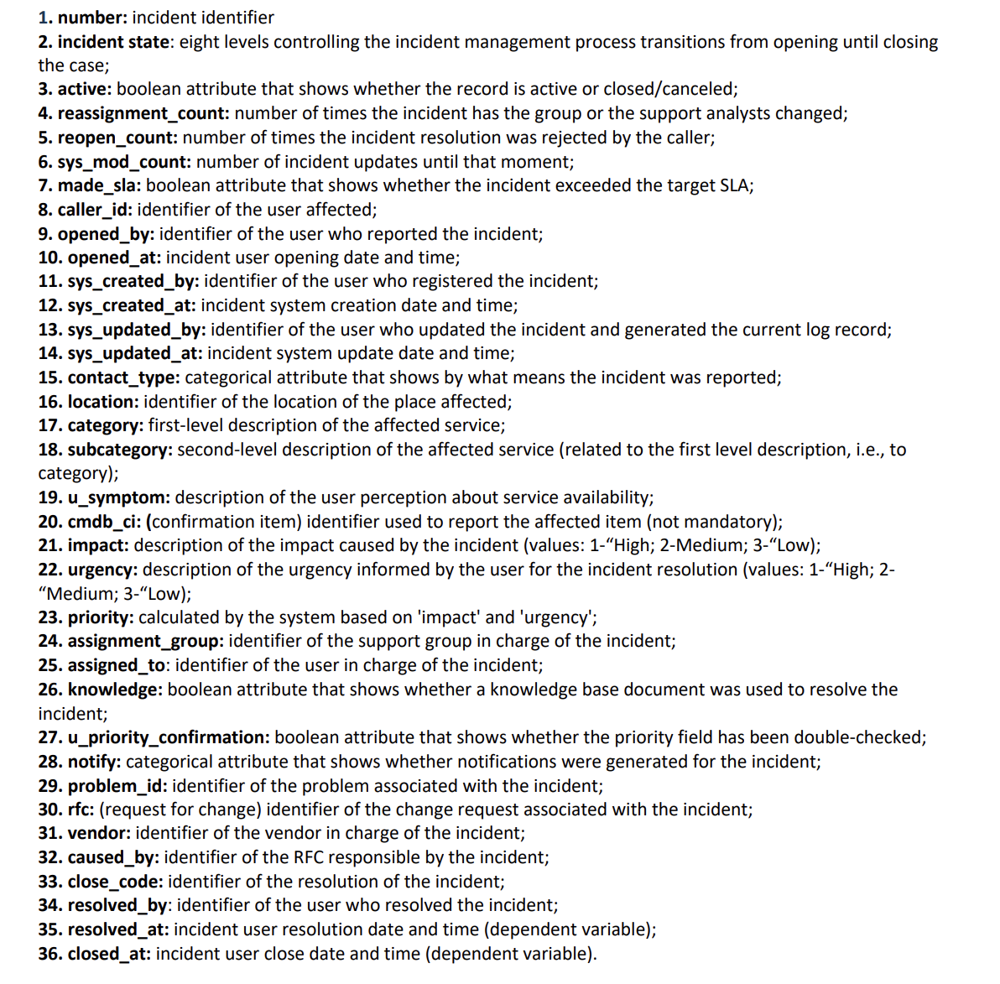 1. number: incident identifier
2. incident state: eight levels controlling the incident management process transitions from opening until closing
the case;
3. active: boolean attribute that shows whether the record is active or closed/canceled;
4. reassignment_count: number of times the incident has the group or the support analysts changed;
5. reopen_count: number of times the incident resolution was rejected by the caller;
6. sys_mod_count: number of incident updates until that moment;
7. made_sla: boolean attribute that shows whether the incident exceeded the target SLA;
8. caller_id: identifier of the user affected;
9. opened_by: identifier of the user who reported the incident;
10. opened_at: incident user opening date and time;
11. sys_created_by: identifier of the user who registered the incident;
12. sys_created_at: incident system creation date and time;
13. sys_updated_by: identifier of the user who updated the incident and generated the current log record;
14. sys_updated_at: incident system update date and time;
15. contact_type: categorical attribute that shows by what means the incident was reported;
16. location: identifier of the location of the place affected;
17. category: first-level description of the affected service;
18. subcategory: second-level description of the affected service (related to the first level description, i.e., to
category);
19. u_symptom: description of the user perception about service availability;
20. cmdb_ci: (confirmation item) identifier used to report the affected item (not mandatory);
21. impact: description of the impact caused by the incident (values: 1-“High; 2-Medium; 3-“Low);
22. urgency: description of the urgency informed by the user for the incident resolution (values: 1-“High; 2-
“Medium; 3-“Low);
23. priority: calculated by the system based on 'impact' and 'urgency';
24. assignment_group: identifier of the support group in charge of the incident;
25. assigned_to: identifier of the user in charge of the incident;
26. knowledge: boolean attribute that shows whether a knowledge base document was used to resolve the
incident;
27. u_priority_confirmation: boolean attribute that shows whether the priority field has been double-checked;
28. notify: categorical attribute that shows whether notifications were generated for the incident;
29. problem_id: identifier of the problem associated with the incident;
30. rfc: (request for change) identifier of the change request associated with the incident;
31. vendor: identifier of the vendor in charge of the incident;
32. caused_by: identifier of the RFC responsible by the incident;
33. close_code: identifier of the resolution of the incident;
34. resolved_by: identifier of the user who resolved the incident;
35. resolved_at: incident user resolution date and time (dependent variable);
36. closed_at: incident user close date and time (dependent variable).